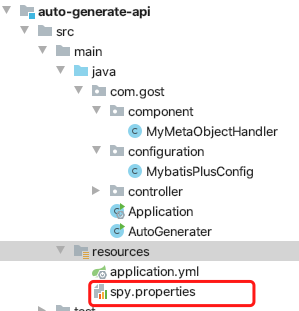 auto-generate-api
src
main
java
com.gost
component
MyMetaObjectHandler
configuration
MybatisPlusConfig
controller
Application
AutoGenerater
resources
application.yml
spy.properties
test